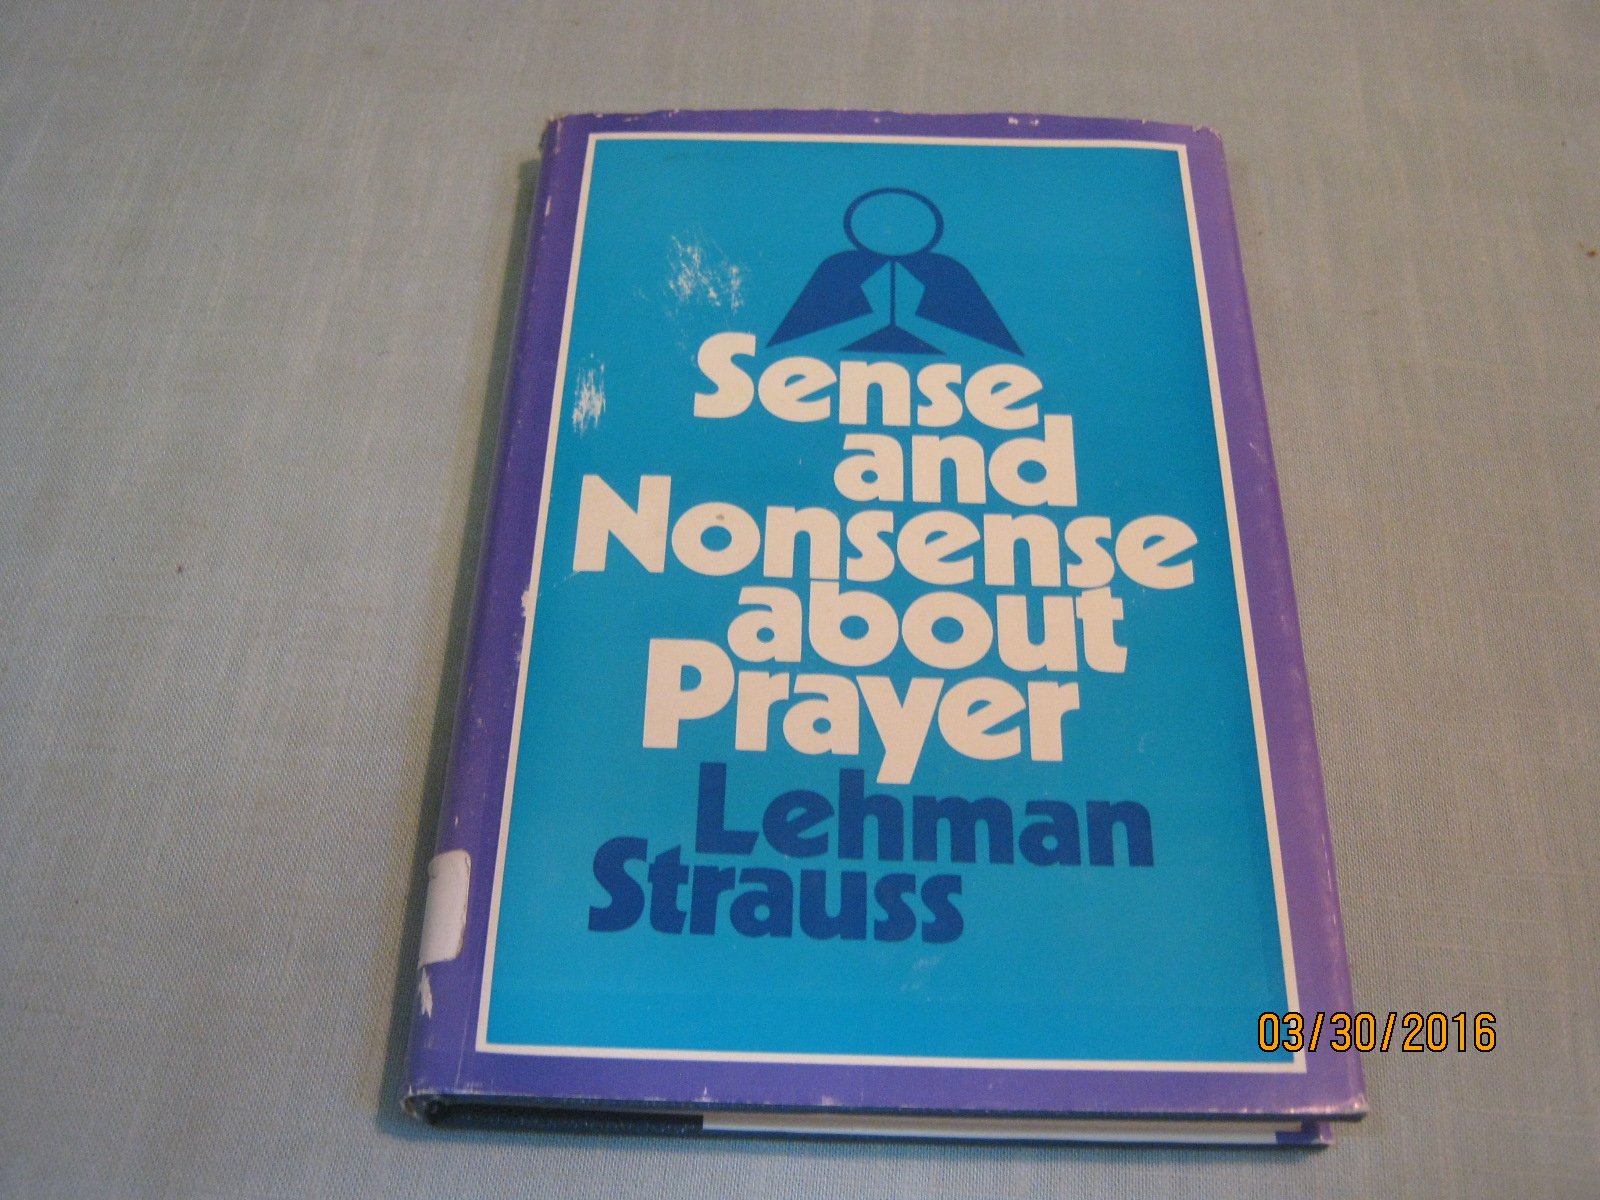 Sense
and
Nonsense
about
Prayer
Lehman
Strauss
03/30/2016